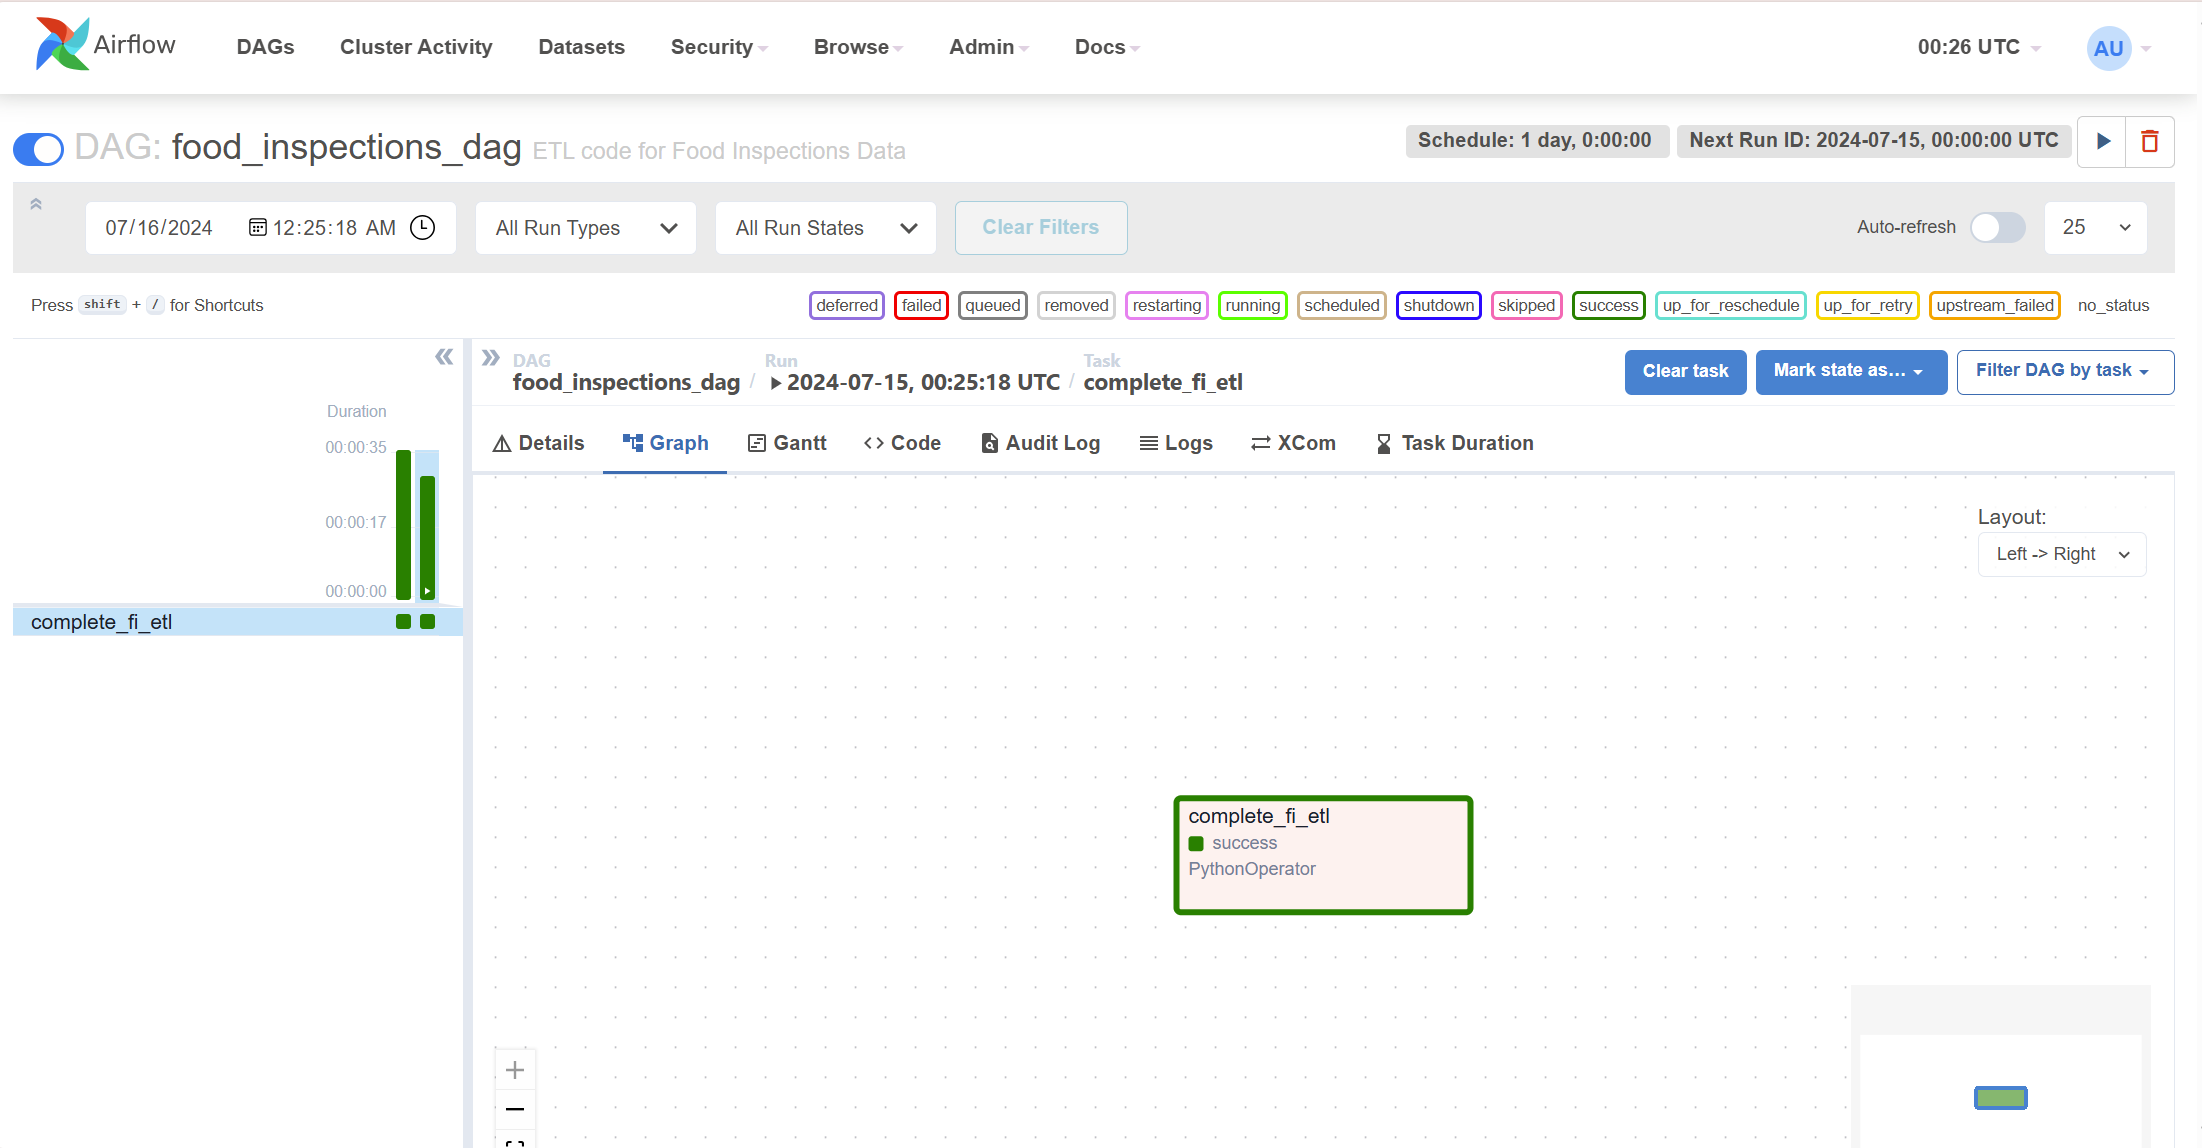 Airflow DAGs Cluster Activity Datasets Security Browse Admin Docs 00:26 UTC AU
DAG: food_inspections_dag ETL code for Food Inspections Data Schedule: 1 day, 0:00:00 Next Run ID: 2024-07-15, 00:00:00 UTC
07/16/2024 12:25:18 AM All Run Types All Run States Clear Filters Auto-refresh 25
Press shift + / for Shortcuts deferred failed queued removed restarting running scheduled shutdown skipped success up_for_reschedule up_for_retry upstream_failed no_status
DAG Run Task
food_inspections_dag / 2024-07-15, 00:25:18 UTC / complete_fi_etl Clear task Mark state as... Filter DAG by task
Duration
00:00:35
00:00:17
00:00:00
complete_fi_etl
Details Graph Gantt Code Audit Log Logs XCom Task Duration
Layout:
Left -> Right
complete_fi_etl
success
PythonOperator